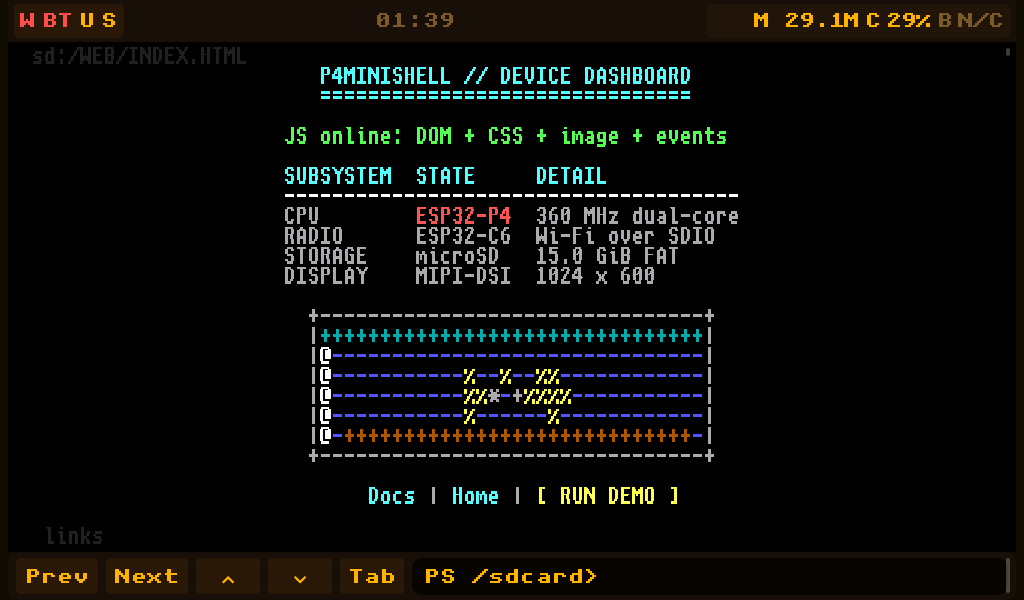 W BT U S 01:39 M 29.1M C 29% B N/C
sd:/WEB/INDEX.HTML
P4MINISHELL // DEVICE DASHBOARD
===============================
JS online: DOM + CSS + image + events
SUBSYSTEM STATE DETAIL
--------------------------------------
CPU ESP32-P4 360 MHz dual-core
RADIO ESP32-C6 Wi-Fi over SDIO
STORAGE microSD 15.0 GiB FAT
DISPLAY MIPI-DSI 1024 x 600
+--------------------------------+
|++++++++++++++++++++++++++++++++|
|@-------------------------------|
|@-----------%--%--%%------------|
|@-----------%%*-+%%%%-----------|
|@-----------%------%------------|
|@-+++++++++++++++++++++++++++++-|
+--------------------------------+
Docs | Home | [ RUN DEMO ]
links
Prev Next ^ v Tab PS /sdcard>